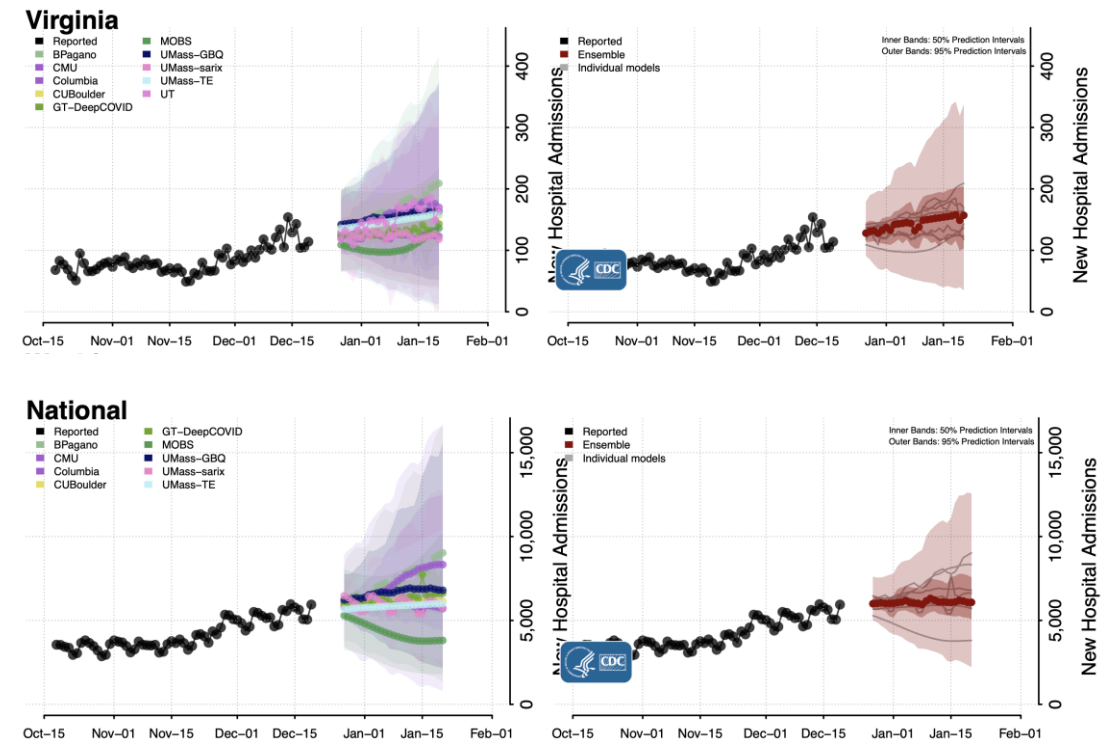 Virginia
Reported
BPagano
CMU
Columbia
CUBoulder
GT−DeepCOVID
MOBS
UMass−GBQ
UMass−sarix
UMass−TE
UT
0
100
200
300
400
New Hospital Admissions
Oct−15
Nov−01
Nov−15
Dec−01
Dec−15
Jan−01
Jan−15
Feb−01
Reported
Ensemble
Individual models
Inner Bands: 50% Prediction Intervals
Outer Bands: 95% Prediction Intervals
CDC
0
100
200
300
400
New Hospital Admissions
Oct−15
Nov−01
Nov−15
Dec−01
Dec−15
Jan−01
Jan−15
Feb−01
National
Reported
BPagano
CMU
Columbia
CUBoulder
GT−DeepCOVID
MOBS
UMass−GBQ
UMass−sarix
UMass−TE
0
5,000
10,000
15,000
New Hospital Admissions
Oct−15
Nov−01
Nov−15
Dec−01
Dec−15
Jan−01
Jan−15
Feb−01
Reported
Ensemble
Individual models
Inner Bands: 50% Prediction Intervals
Outer Bands: 95% Prediction Intervals
CDC
0
5,000
10,000
15,000
New Hospital Admissions
Oct−15
Nov−01
Nov−15
Dec−01
Dec−15
Jan−01
Jan−15
Feb−01